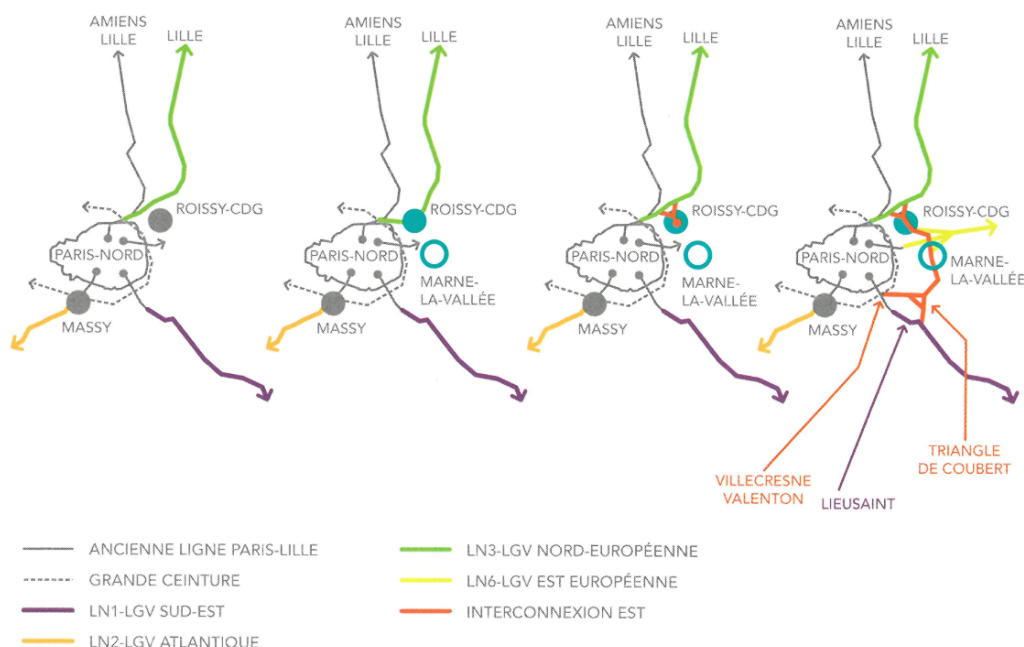 AMIENS
LILLE
LILLE
ROISSY-CDG
PARIS-NORD
MASSY
AMIENS
LILLE
LILLE
ROISSY-CDG
PARIS-NORD
MARNE-
LA-VALLÉE
MASSY
AMIENS
LILLE
LILLE
ROISSY-CDG
PARIS-NORD
MARNE-
LA-VALLÉE
MASSY
AMIENS
LILLE
LILLE
ROISSY-CDG
PARIS-NORD
MARNE-
LA-VALLÉE
MASSY
TRIANGLE
DE COUBERT
VILLECRESNE
VALENTON
LIEUSAINT
ANCIENNE LIGNE PARIS-LILLE
GRANDE CEINTURE
LN1-LGV SUD-EST
LN2-LGV ATLANTIQUE
LN3-LGV NORD-EUROPÉENNE
LN6-LGV EST EUROPÉENNE
INTERCONNEXION EST